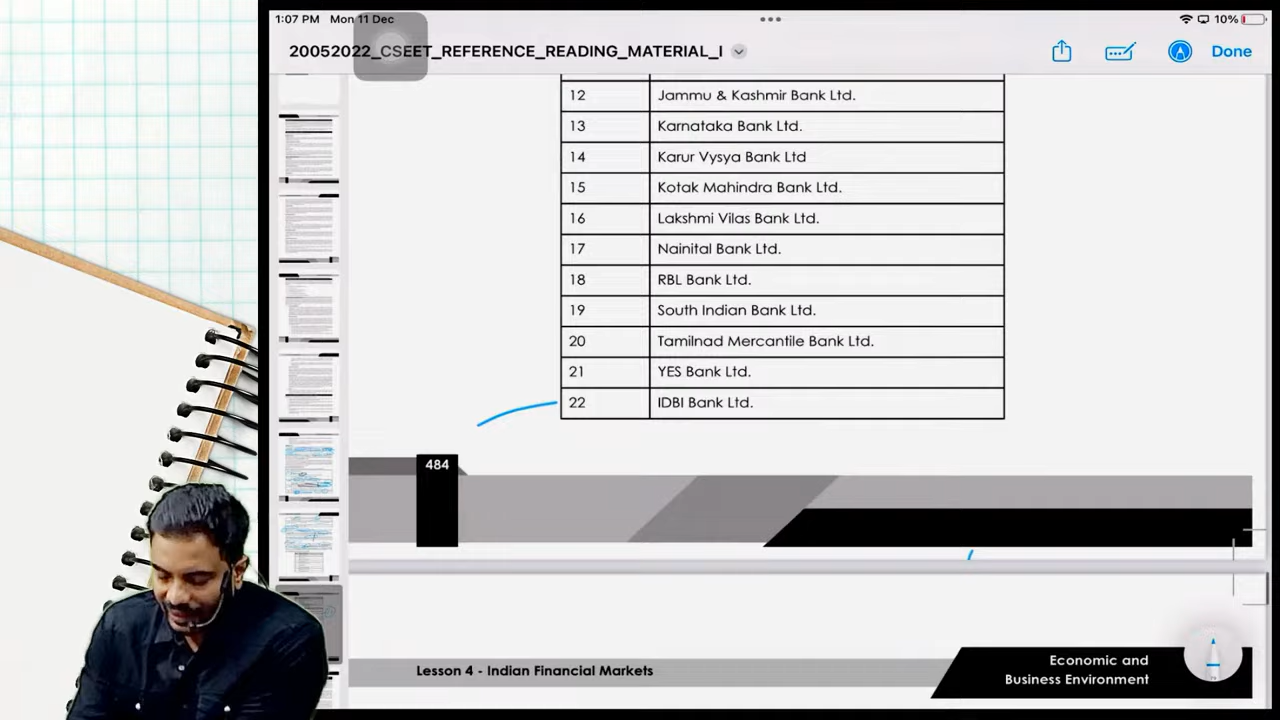 1:07 PM Mon 11 Dec
10%
20052022_CSEET_REFERENCE_READING_MATERIAL_I
Done
12 Jammu & Kashmir Bank Ltd.
13 Karnataka Bank Ltd.
14 Karur Vysya Bank Ltd
15 Kotak Mahindra Bank Ltd.
16 Lakshmi Vilas Bank Ltd.
17 Nainital Bank Ltd.
18 RBL Bank Ltd.
19 South Indian Bank Ltd.
20 Tamilnad Mercantile Bank Ltd.
21 YES Bank Ltd.
22 IDBI Bank Ltd.
484
Lesson 4 - Indian Financial Markets
Economic and
Business Environment